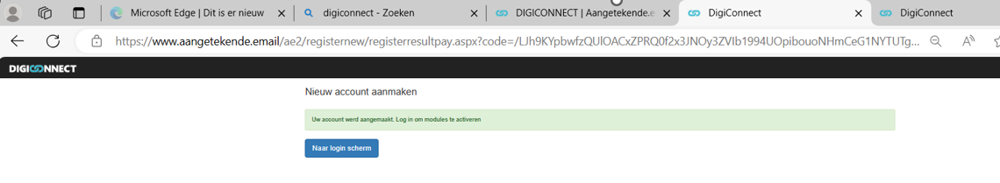 Microsoft Edge | Dit is er nieuw
digiconnect - Zoeken
DIGICONNECT | Aangetekende.e
DigiConnect
DigiConnect
https://www.aangetekende.email/ae2/registernew/registerresultpay.aspx?code=/LJh9KYpbwfzQUlOACxZPRQ0f2x3JNOy3ZVIb1994UOpibouoNHmCeG1NYTUTg...
DIGICONNECT
Nieuw account aanmaken
Uw account werd aangemaakt. Log in om modules te activeren
Naar login scherm